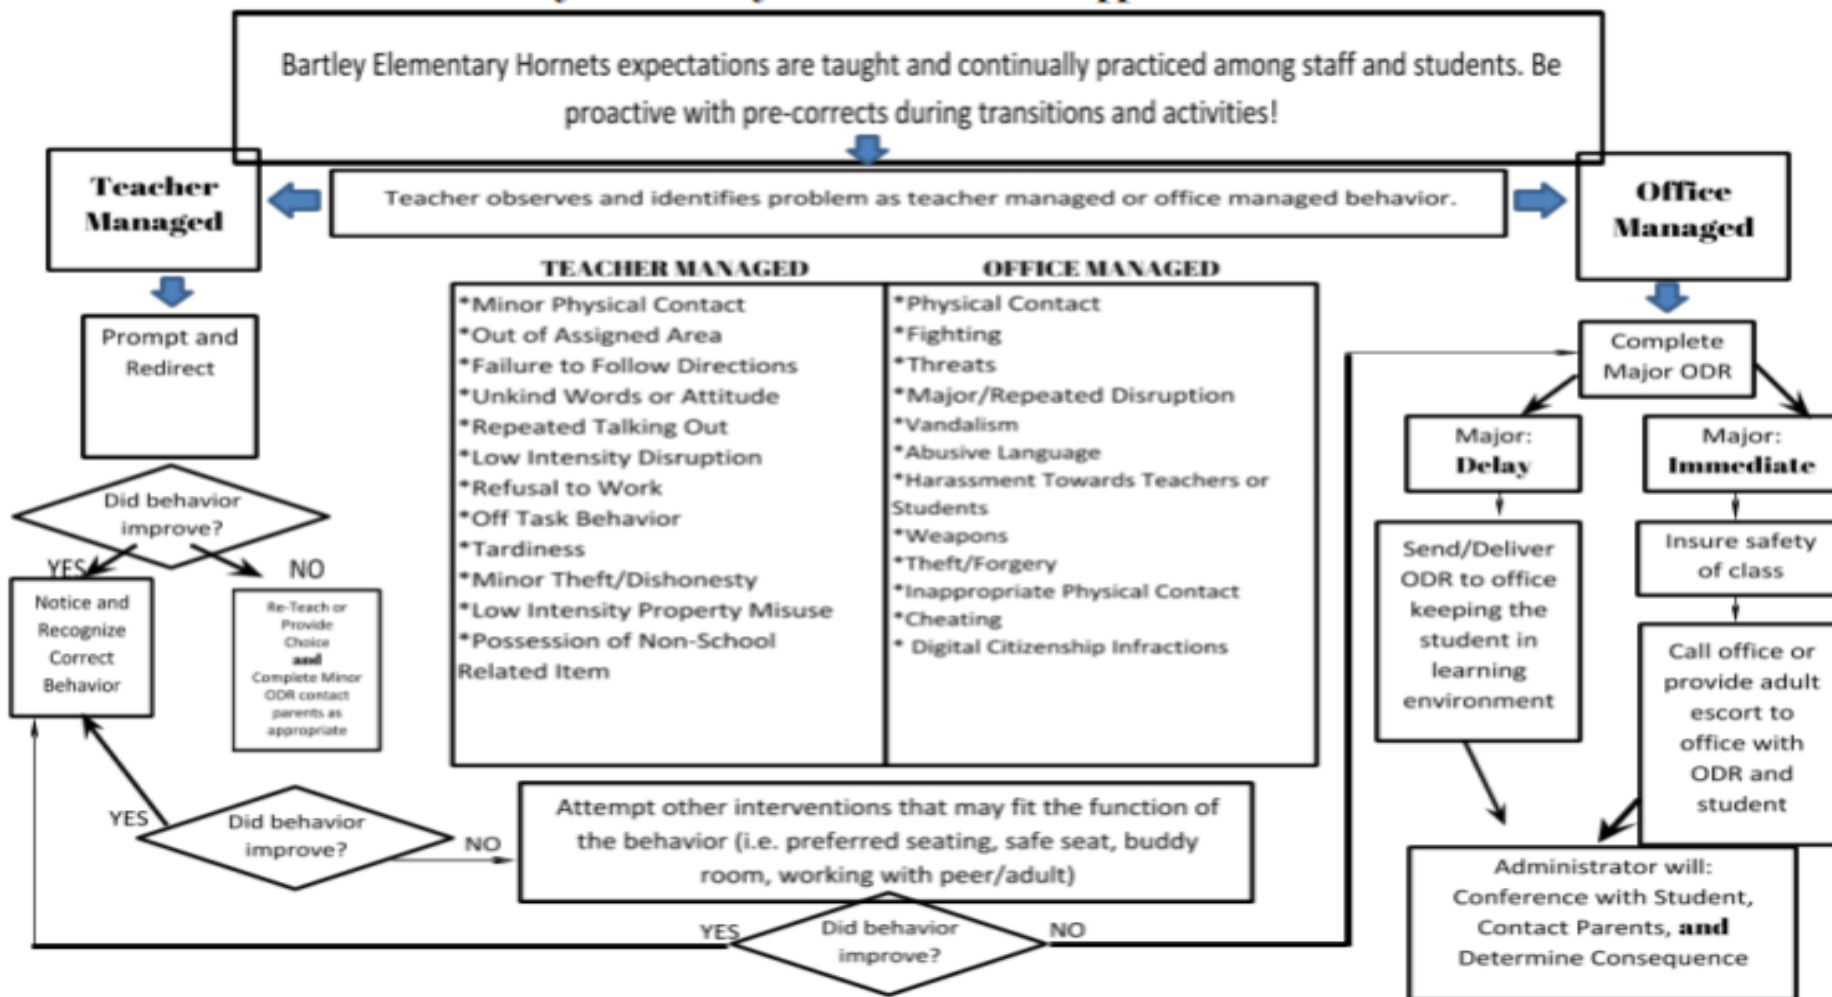 Bartley Elementary Hornets expectations are taught and continually practiced among staff and students. Be
proactive with pre-corrects during transitions and activities!
Teacher
Managed
Teacher observes and identifies problem as teacher managed or office managed behavior.
Office
Managed
TEACHER MANAGED
*Minor Physical Contact
*Out of Assigned Area
*Failure to Follow Directions
*Unkind Words or Attitude
*Repeated Talking Out
*Low Intensity Disruption
*Refusal to Work
*Off Task Behavior
*Tardiness
*Minor Theft/Dishonesty
*Low Intensity Property Misuse
*Possession of Non-School
Related Item
OFFICE MANAGED
*Physical Contact
*Fighting
*Threats
*Major/Repeated Disruption
*Vandalism
*Abusive Language
*Harassment Towards Teachers or
Students
*Weapons
*Theft/Forgery
*Inappropriate Physical Contact
*Cheating
* Digital Citizenship Infractions
Prompt and
Redirect
Did behavior
improve?
YES
NO
Notice and
Recognize
Correct
Behavior
Re-Teach or
Provide
Choice
and
Complete Minor
ODR contact
parents as
appropriate
YES
Did behavior
improve?
NO
Attempt other interventions that may fit the function of
the behavior (i.e. preferred seating, safe seat, buddy
room, working with peer/adult)
YES
Did behavior
improve?
NO
Complete
Major ODR
Major:
Delay
Major:
Immediate
Send/Deliver
ODR to office
keeping the
student in
learning
environment
Insure safety
of class
Call office or
provide adult
escort to
office with
ODR and
student
Administrator will:
Conference with Student,
Contact Parents, and
Determine Consequence